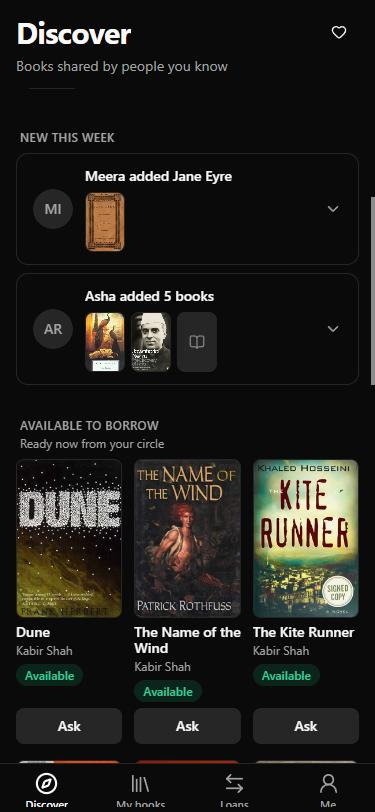 Discover
Books shared by people you know
NEW THIS WEEK
Meera added Jane Eyre
MI
Asha added 5 books
AR
AVAILABLE TO BORROW
Ready now from your circle
DUNE
FRANK HERBERT
THE NAME OF
THE WIND
PATRICK ROTHFUSS
KHALED HOSSEINI
THE
KITE
RUNNER
SIGNED
COPY
A NOVEL
Dune
Kabir Shah
Available
The Name of the
Wind
Kabir Shah
Available
The Kite Runner
Kabir Shah
Available
Ask
Ask
Ask
Discover
My books
Loans
Me